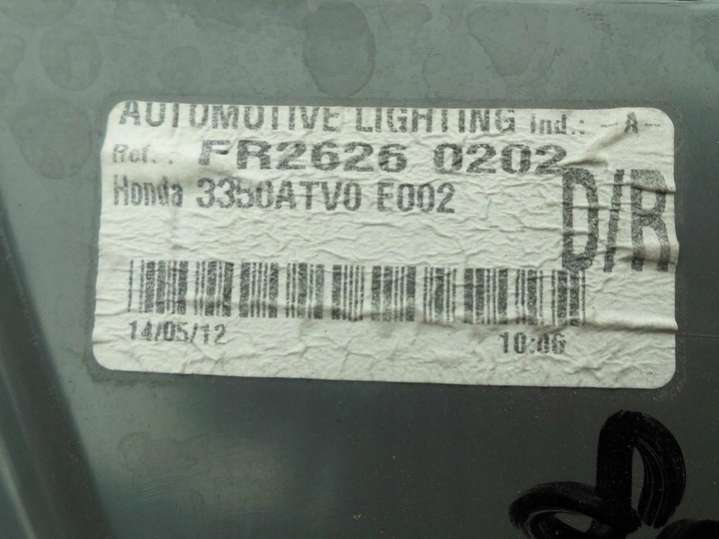 AUTOMOTIVE LIGHTING Ind.: -A-
Ref. : FR2626 0202
Honda 3350ATV0 E002
D/R
14/05/12 10:06